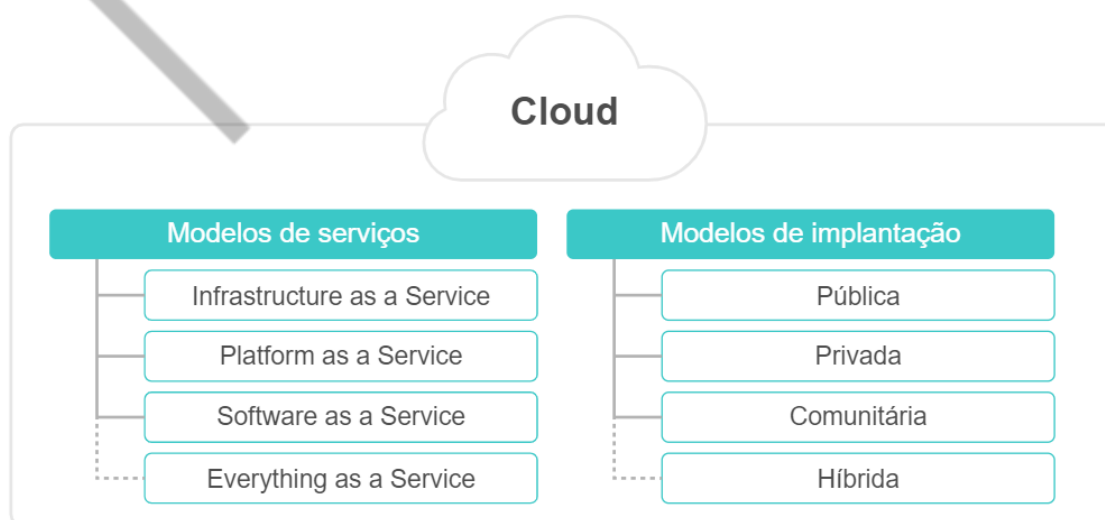 Cloud
Modelos de serviços
Infrastructure as a Service
Platform as a Service
Software as a Service
Everything as a Service
Modelos de implantação
Pública
Privada
Comunitária
Híbrida